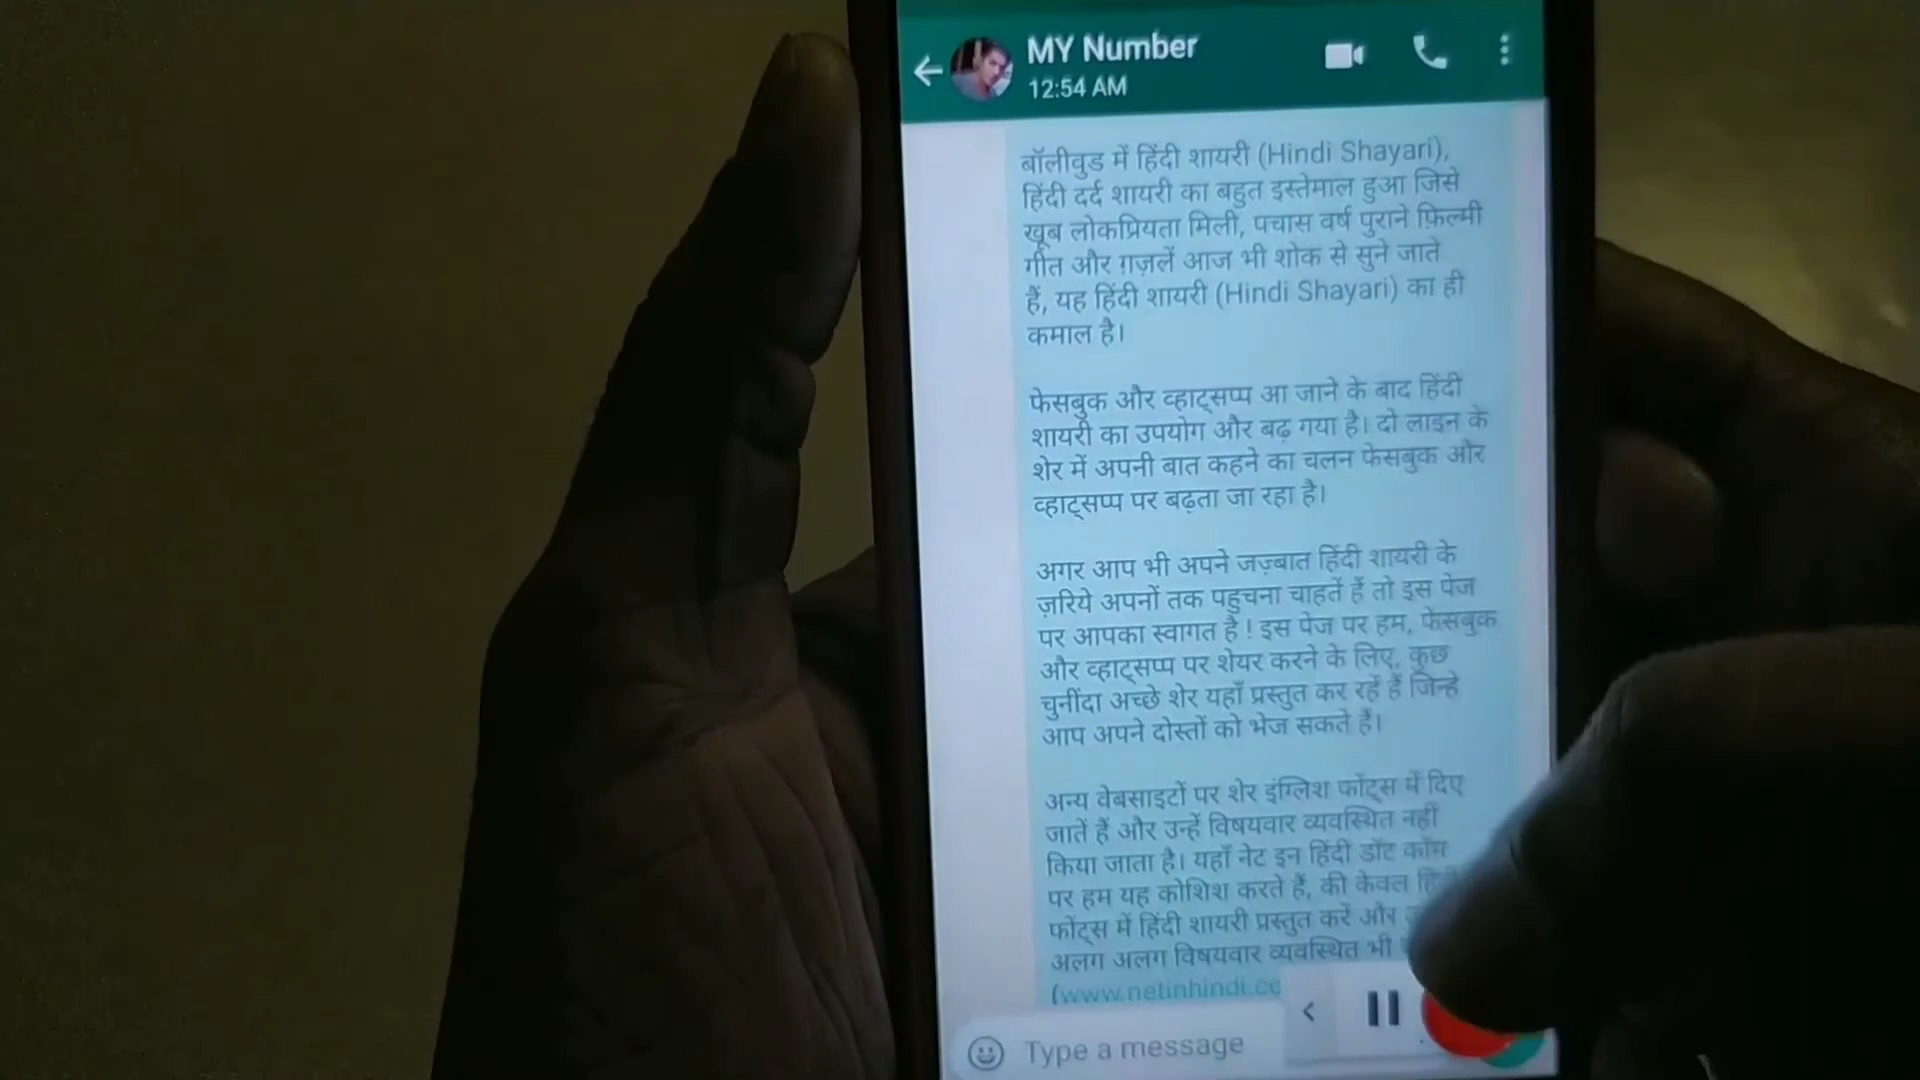 MY Number
12:54 AM
बॉलीवुड में हिंदी शायरी (Hindi Shayari),
हिंदी दर्द शायरी का बहुत इस्तेमाल हुआ जिसे
खूब लोकप्रियता मिली, पचास वर्ष पुराने फ़िल्मी
गीत और ग़ज़लें आज भी शोक से सुने जाते
हैं, यह हिंदी शायरी (Hindi Shayari) का ही
कमाल है।
फेसबुक और व्हाट्सप्प आ जाने के बाद हिंदी
शायरी का उपयोग और बढ़ गया है। दो लाइन के
शेर में अपनी बात कहने का चलन फेसबुक और
व्हाट्सप्प पर बढ़ता जा रहा है।
अगर आप भी अपने जज़्बात हिंदी शायरी के
ज़रिये अपनों तक पहुचना चाहतें हैं तो इस पेज
पर आपका स्वागत है ! इस पेज पर हम, फेसबुक
और व्हाट्सप्प पर शेयर करने के लिए, कुछ
चुनींदा अच्छे शेर यहाँ प्रस्तुत कर रहें हैं जिन्हे
आप अपने दोस्तों को भेज सकते हैं।
अन्य वेबसाइटों पर शेर इंग्लिश फोंट्स में दिए
जातें हैं और उन्हें विषयवार व्यवस्थित नहीं
किया जाता है। यहाँ नेट इन हिंदी डॉट कॉम
पर हम यह कोशिश करते हैं, की केवल
फोंट्स में हिंदी शायरी प्रस्तुत करें और
अलग अलग विषयवार व्यवस्थित भी
(www.netinhindi.co
Type a message